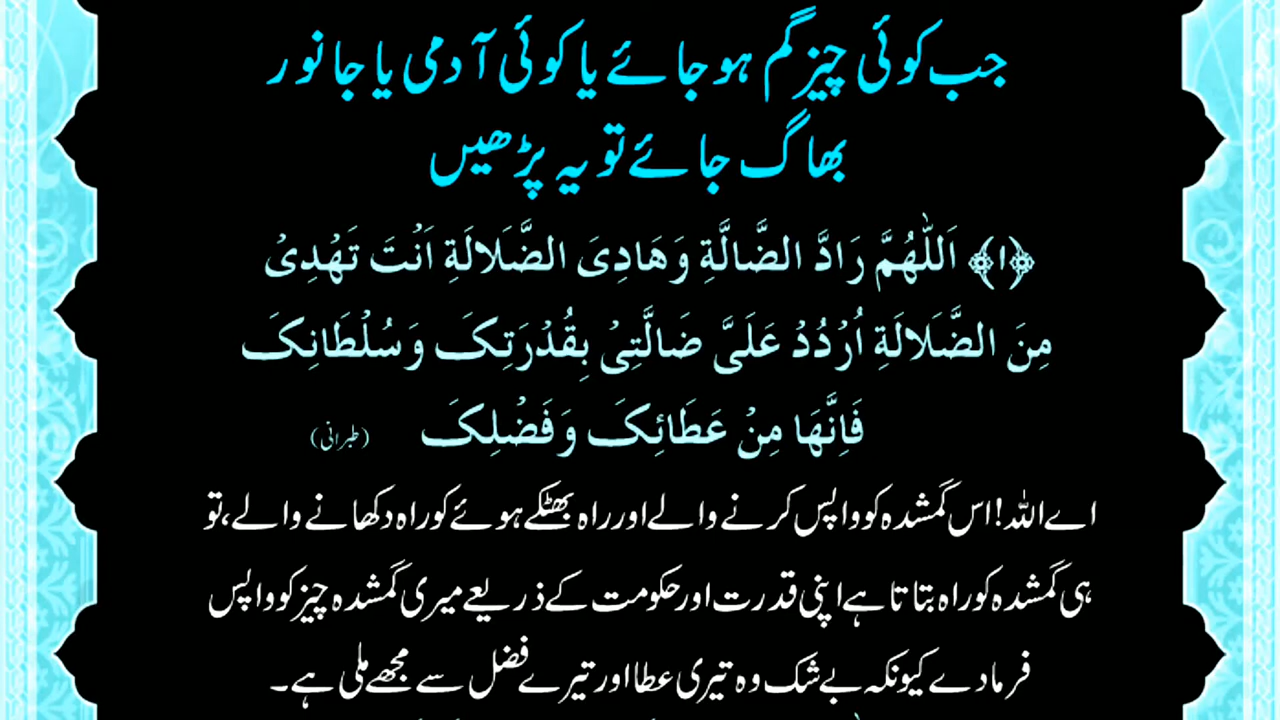 جب کوئی چیز گم ہو جائے یا کوئی آدمی یا جانور
بھاگ جائے تو یہ پڑھیں
﴿۱﴾ اَللّٰهُمَّ رَادَّ الضَّالَّةِ وَهَادِیَ الضَّلَالَةِ اَنْتَ تَهْدِیْ
مِنَ الضَّلَالَةِ اُرْدُدْ عَلَیَّ ضَالَّتِیْ بِقُدْرَتِکَ وَسُلْطَانِکَ
فَاِنَّهَا مِنْ عَطَائِکَ وَفَضْلِکَ (طبرانی)
اے اللہ! اس گمشدہ کو واپس کرنے والے اور راہ بھٹکے ہوئے کو راہ دکھانے والے، تو
ہی گمشدہ کو راہ بتاتا ہے اپنی قدرت اور حکومت کے ذریعے میری گمشدہ چیز کو واپس
فرما دے کیونکہ بے شک وہ تیری عطا اور تیرے فضل سے مجھے ملی ہے۔